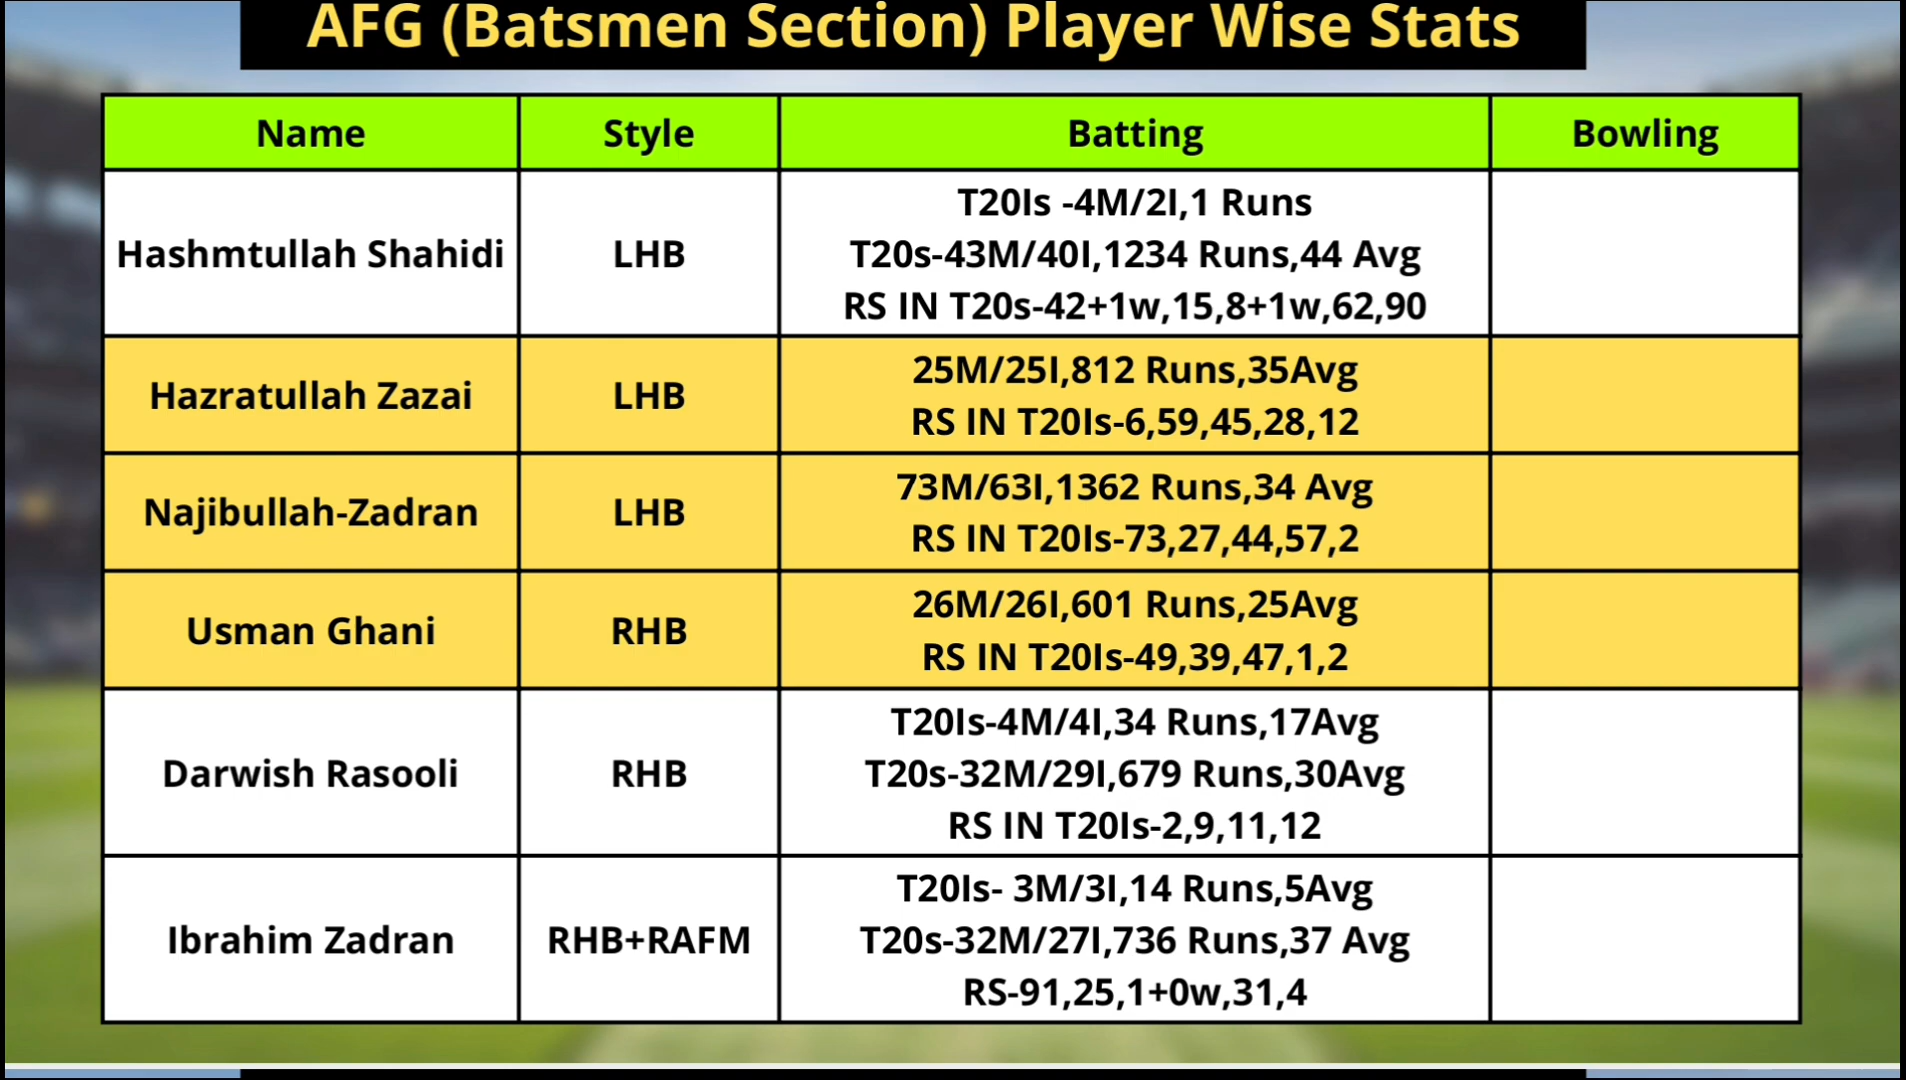 AFG (Batsmen Section) Player Wise Stats
Name Style Batting Bowling
T20Is -4M/2I,1 Runs
Hashmtullah Shahidi LHB T20s-43M/40I,1234 Runs,44 Avg
RS IN T20s-42+1w,15,8+1w,62,90
Hazratullah Zazai LHB 25M/25I,812 Runs,35Avg
RS IN T20Is-6,59,45,28,12
Najibullah-Zadran LHB 73M/63I,1362 Runs,34 Avg
RS IN T20Is-73,27,44,57,2
Usman Ghani RHB 26M/26I,601 Runs,25Avg
RS IN T20Is-49,39,47,1,2
T20Is-4M/4I,34 Runs,17Avg
Darwish Rasooli RHB T20s-32M/29I,679 Runs,30Avg
RS IN T20Is-2,9,11,12
T20Is- 3M/3I,14 Runs,5Avg
Ibrahim Zadran RHB+RAFM T20s-32M/27I,736 Runs,37 Avg
RS-91,25,1+0w,31,4